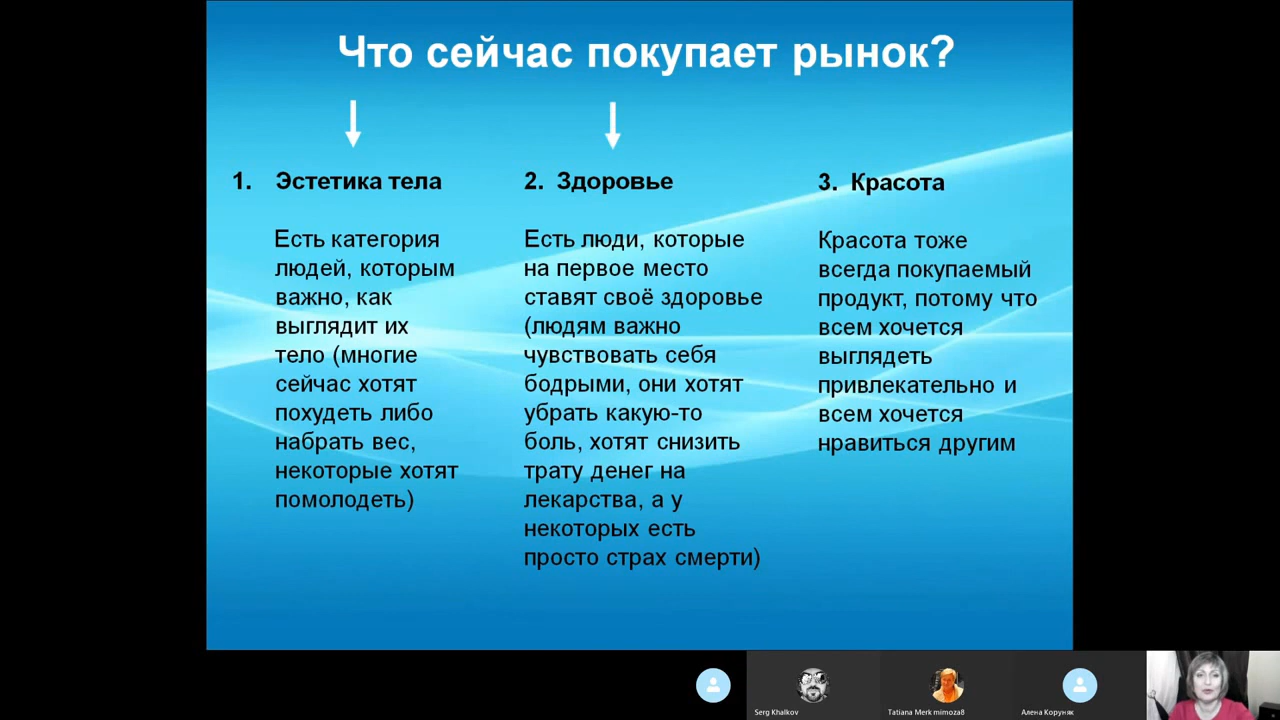 Что сейчас покупает рынок?
1. Эстетика тела
Есть категория
людей, которым
важно, как
выглядит их
тело (многие
сейчас хотят
похудеть либо
набрать вес,
некоторые хотят
помолодеть)
2. Здоровье
Есть люди, которые
на первое место
ставят своё здоровье
(людям важно
чувствовать себя
бодрыми, они хотят
убрать какую-то
боль, хотят снизить
трату денег на
лекарства, а у
некоторых есть
просто страх смерти)
3. Красота
Красота тоже
всегда покупаемый
продукт, потому что
всем хочется
выглядеть
привлекательно и
всем хочется
нравиться другим
Serg Khalkov
Tatiana Merk mimoza8
Алена Коруняк